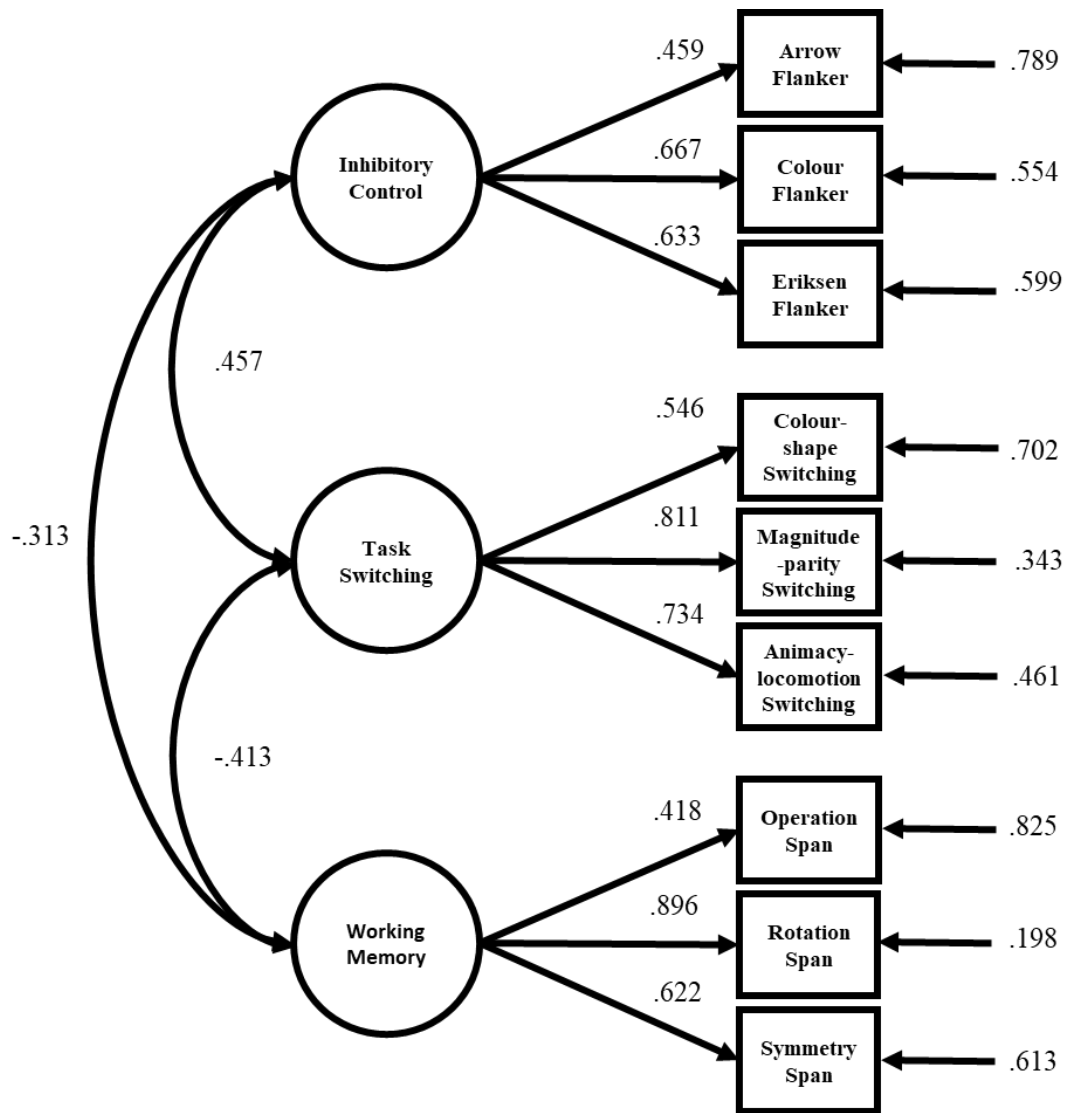 .459
Arrow
Flanker
.789
Inhibitory
Control
.667
Colour
Flanker
.554
.633
Eriksen
Flanker
.599
.457
.546
Colour-
shape
Switching
.702
-.313
Task
Switching
.811
Magnitude
-parity
Switching
.343
.734
Animacy-
locomotion
Switching
.461
-.413
.418
Operation
Span
.825
Working
Memory
.896
Rotation
Span
.198
.622
Symmetry
Span
.613